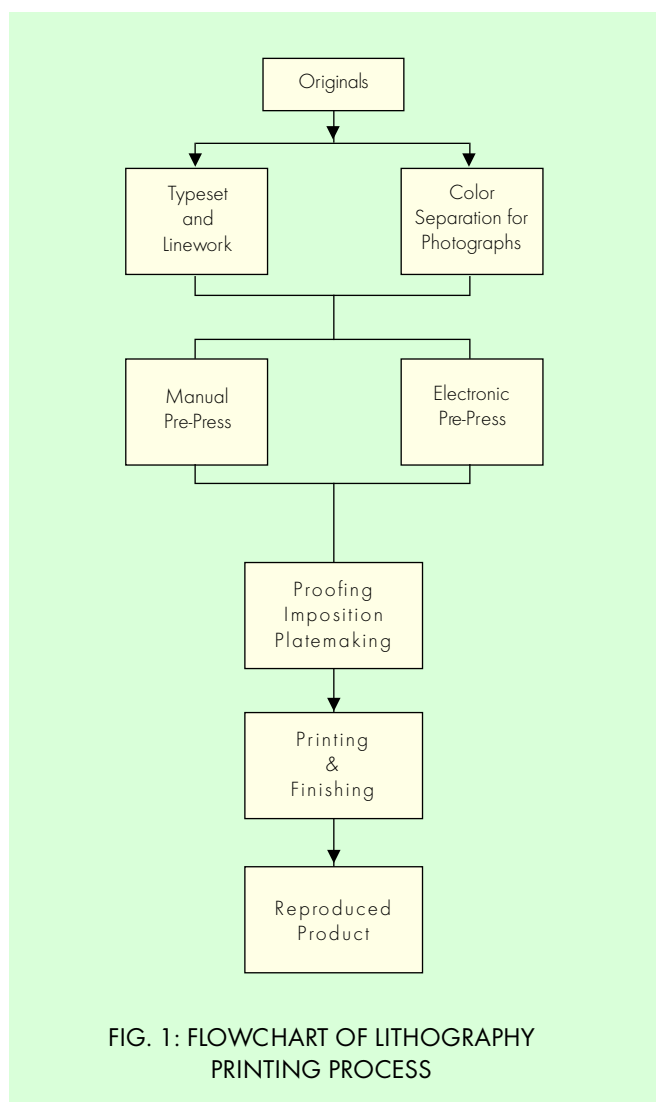 Originals
Typeset
and
Linework
Color
Separation for
Photographs
Manual
Pre-Press
Electronic
Pre-Press
Proofing
Imposition
Platemaking
Printing
&
Finishing
Reproduced
Product
FIG. 1: FLOWCHART OF LITHOGRAPHY
PRINTING PROCESS